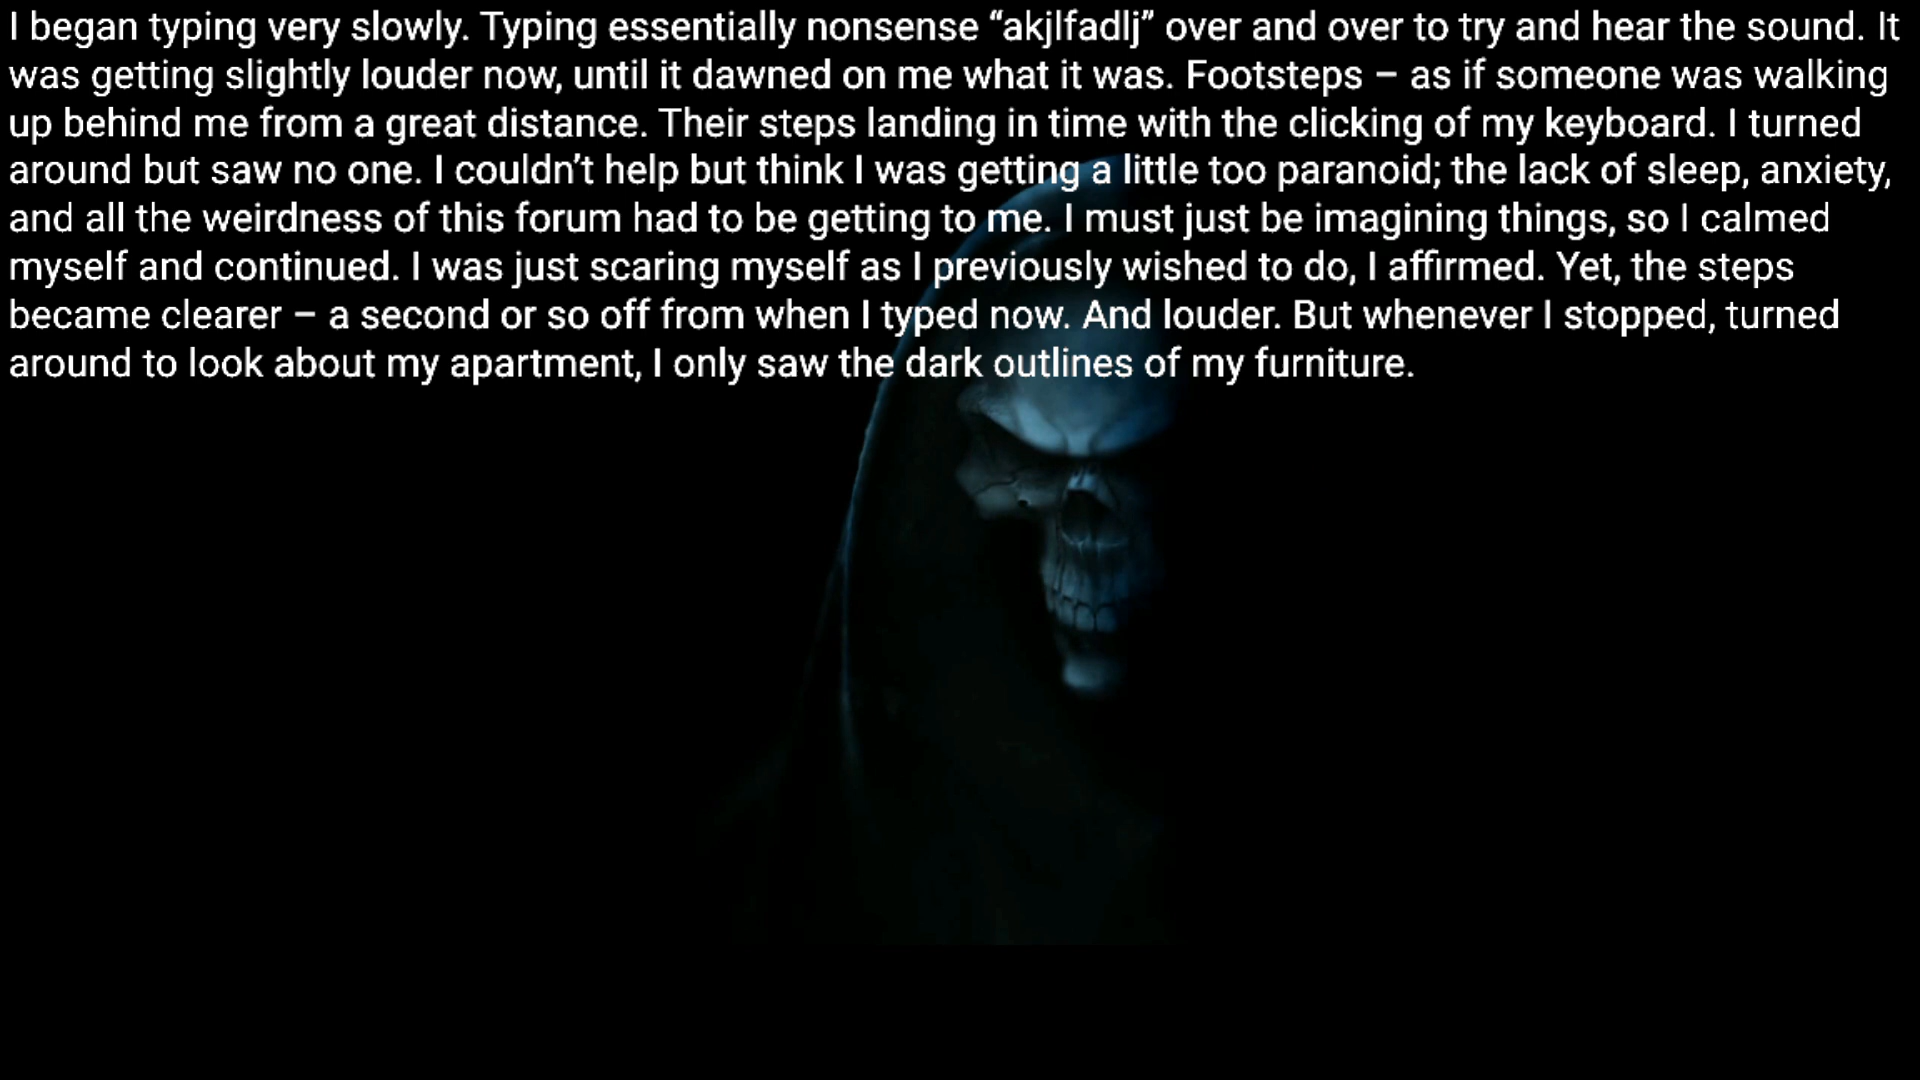 I began typing very slowly. Typing essentially nonsense “akjlfadlj” over and over to try and hear the sound. It
was getting slightly louder now, until it dawned on me what it was. Footsteps – as if someone was walking
up behind me from a great distance. Their steps landing in time with the clicking of my keyboard. I turned
around but saw no one. I couldn’t help but think I was getting a little too paranoid; the lack of sleep, anxiety,
and all the weirdness of this forum had to be getting to me. I must just be imagining things, so I calmed
myself and continued. I was just scaring myself as I previously wished to do, I affirmed. Yet, the steps
became clearer – a second or so off from when I typed now. And louder. But whenever I stopped, turned
around to look about my apartment, I only saw the dark outlines of my furniture.